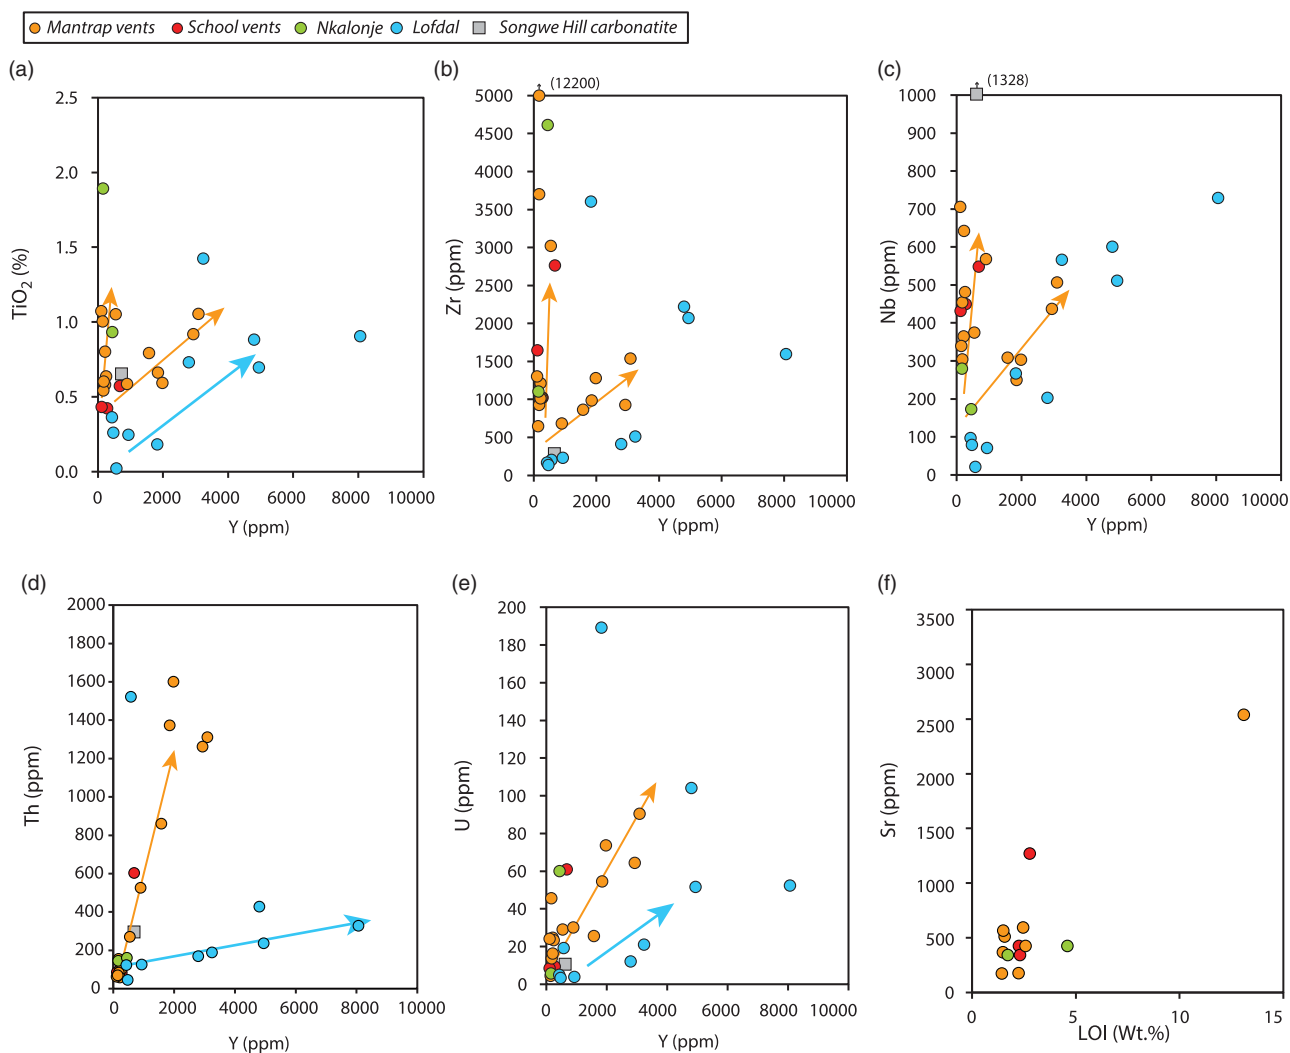 Mantrap vents School vents Nkalonje Lofdal Songwe Hill carbonatite
(a)
2.5
2.0
1.5
1.0
0.5
0.0
TiO2 (%)
0 2000 4000 6000 8000 10000
Y (ppm)
(b)
(12200)
5000
4500
4000
3500
3000
2500
2000
1500
1000
500
0
Zr (ppm)
0 2000 4000 6000 8000 10000
Y (ppm)
(c)
(1328)
1000
900
800
700
600
500
400
300
200
100
0
Nb (ppm)
0 2000 4000 6000 8000 10000
Y (ppm)
(d)
2000
1800
1600
1400
1200
1000
800
600
400
200
0
Th (ppm)
0 2000 4000 6000 8000 10000
Y (ppm)
(e)
200
180
160
140
120
100
80
60
40
20
0
U (ppm)
0 2000 4000 6000 8000 10000
Y (ppm)
(f)
3500
3000
2500
2000
1500
1000
500
0
Sr (ppm)
0 5 10 15
LOI (Wt.%)